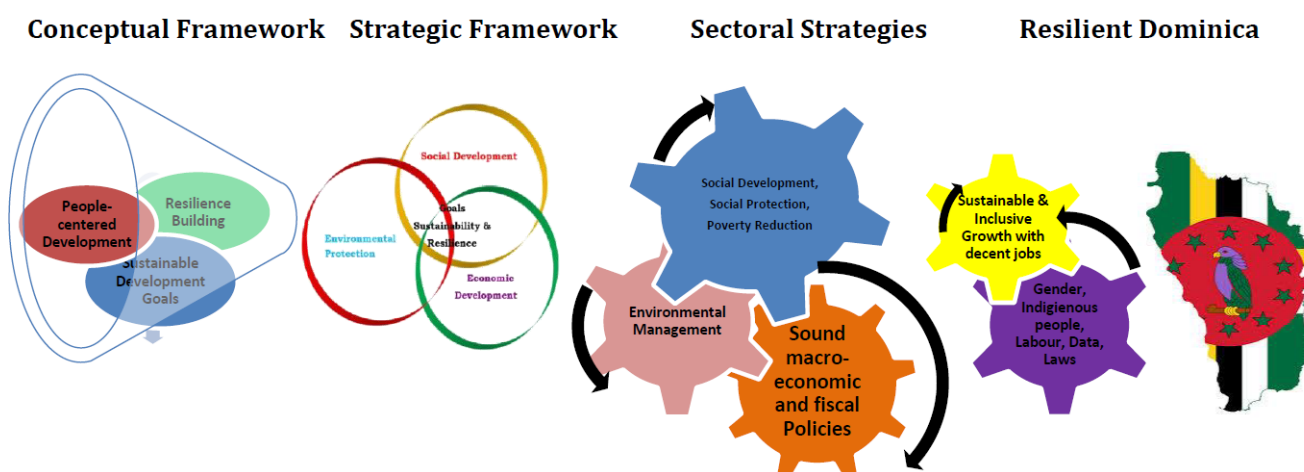 Conceptual Framework
Strategic Framework
Sectoral Strategies
Resilient Dominica
People-
centered
Development
Resilience
Building
Sustainable
Development
Goals
Social Development
Goals
Sustainability &
Resilience
Environmental
Protection
Economic
Development
Social Development,
Social Protection,
Poverty Reduction
Environmental
Management
Sound
macro-
economic
and fiscal
Policies
Sustainable &
Inclusive
Growth with
decent jobs
Gender,
Indigienous
people,
Labour, Data,
Laws